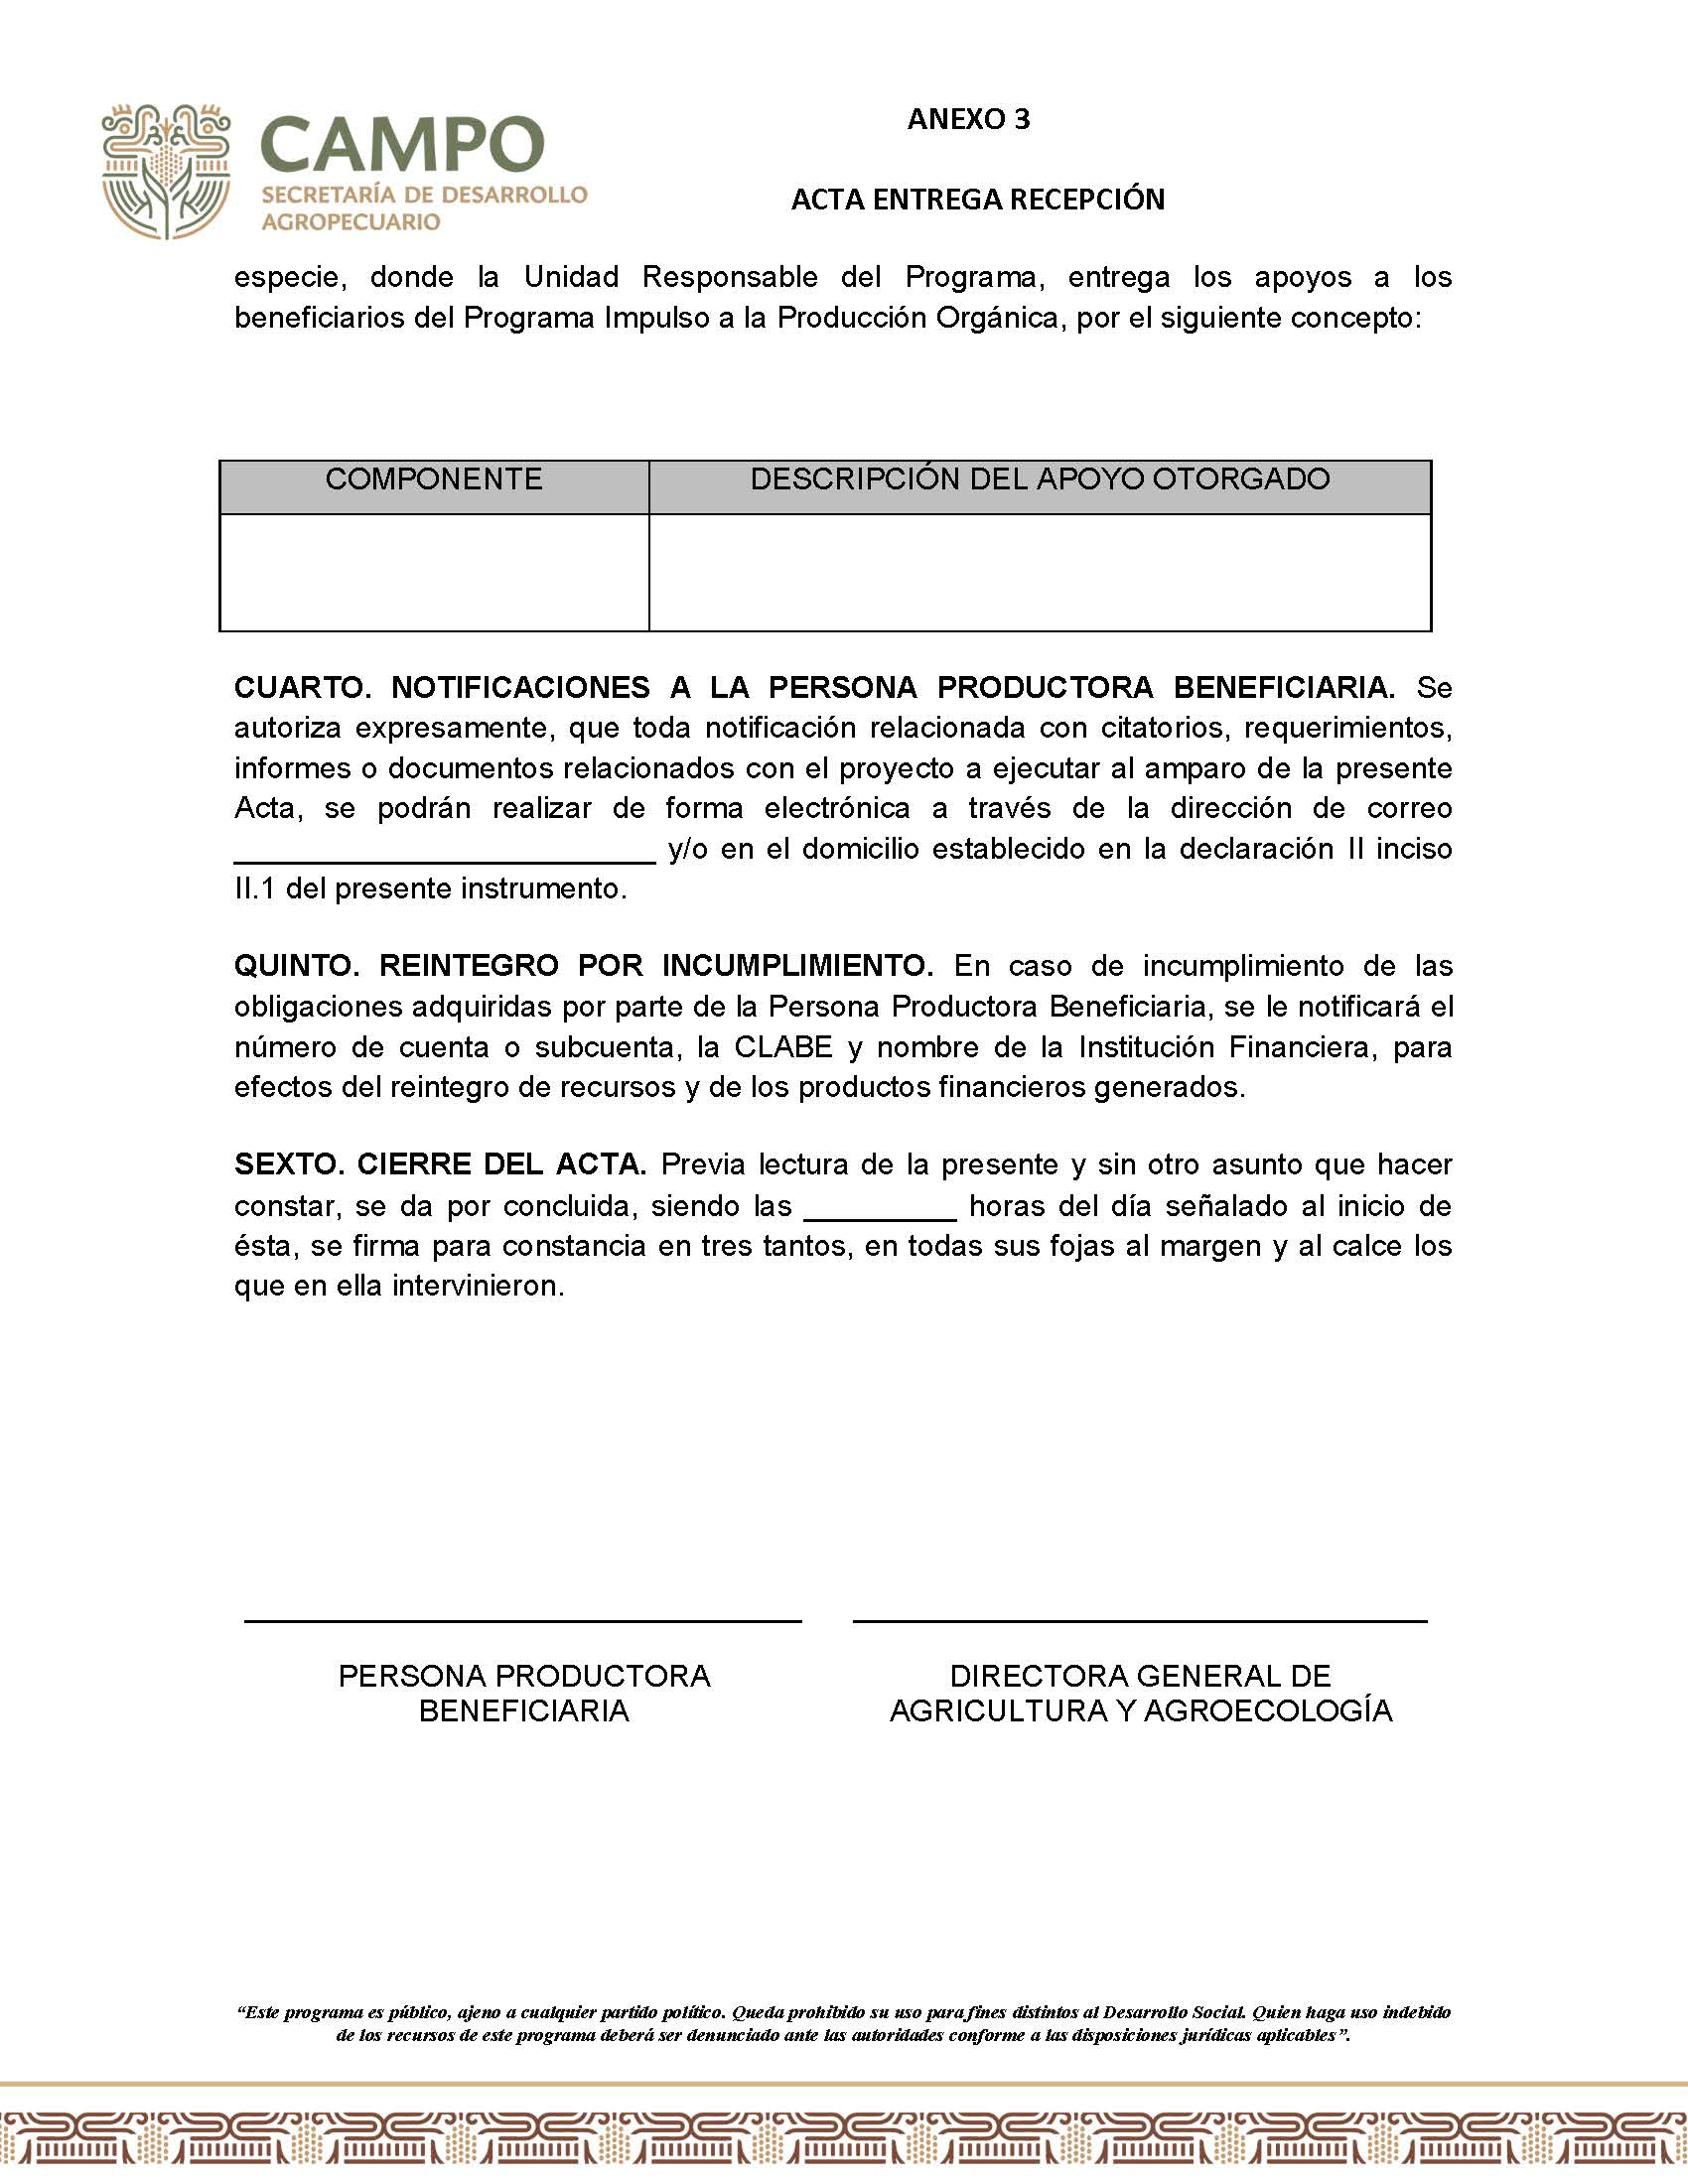 CAMPO
SECRETARÍA DE DESARROLLO
AGROPECUARIO
ANEXO 3
ACTA ENTREGA RECEPCIÓN
especie, donde la Unidad Responsable del Programa, entrega los apoyos a los
beneficiarios del Programa Impulso a la Producción Orgánica, por el siguiente concepto:
COMPONENTE DESCRIPCIÓN DEL APOYO OTORGADO
CUARTO. NOTIFICACIONES A LA PERSONA PRODUCTORA BENEFICIARIA. Se
autoriza expresamente, que toda notificación relacionada con citatorios, requerimientos,
informes o documentos relacionados con el proyecto a ejecutar al amparo de la presente
Acta, se podrán realizar de forma electrónica a través de la dirección de correo
_________________________ y/o en el domicilio establecido en la declaración II inciso
II.1 del presente instrumento.
QUINTO. REINTEGRO POR INCUMPLIMIENTO. En caso de incumplimiento de las
obligaciones adquiridas por parte de la Persona Productora Beneficiaria, se le notificará el
número de cuenta o subcuenta, la CLABE y nombre de la Institución Financiera, para
efectos del reintegro de recursos y de los productos financieros generados.
SEXTO. CIERRE DEL ACTA. Previa lectura de la presente y sin otro asunto que hacer
constar, se da por concluida, siendo las _________ horas del día señalado al inicio de
ésta, se firma para constancia en tres tantos, en todas sus fojas al margen y al calce los
que en ella intervinieron.
PERSONA PRODUCTORA
BENEFICIARIA
DIRECTORA GENERAL DE
AGRICULTURA Y AGROECOLOGÍA
“Este programa es público, ajeno a cualquier partido político. Queda prohibido su uso para fines distintos al Desarrollo Social. Quien haga uso indebido
de los recursos de este programa deberá ser denunciado ante las autoridades conforme a las disposiciones jurídicas aplicables”.